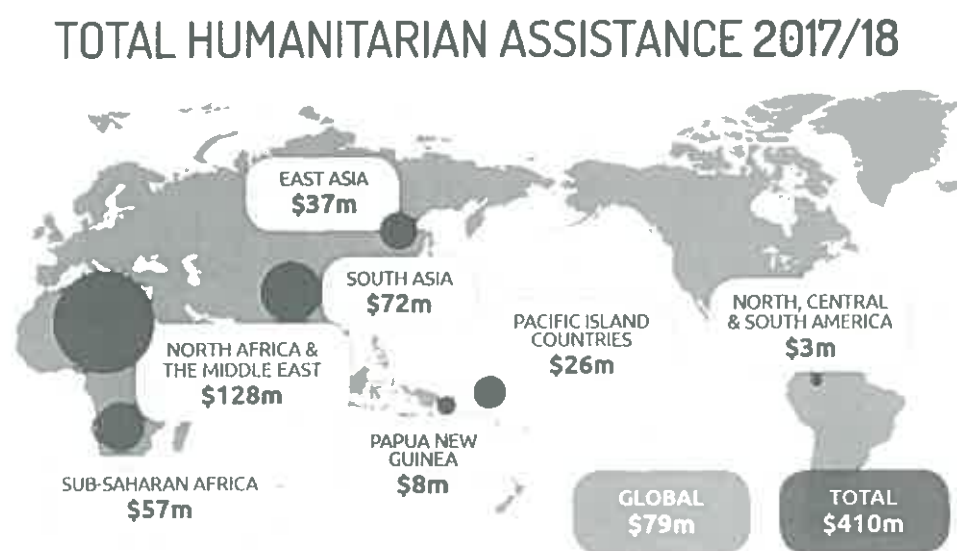 TOTAL HUMANITARIAN ASSISTANCE 2017/18
EAST ASIA
$37m
SOUTH ASIA
$72m
NORTH AFRICA &
THE MIDDLE EAST
$128m
PACIFIC ISLAND
COUNTRIES
$26m
NORTH, CENTRAL
& SOUTH AMERICA
$3m
PAPUA NEW
GUINEA
$8m
SUB-SAHARAN AFRICA
$57m
GLOBAL
$79m
TOTAL
$410m